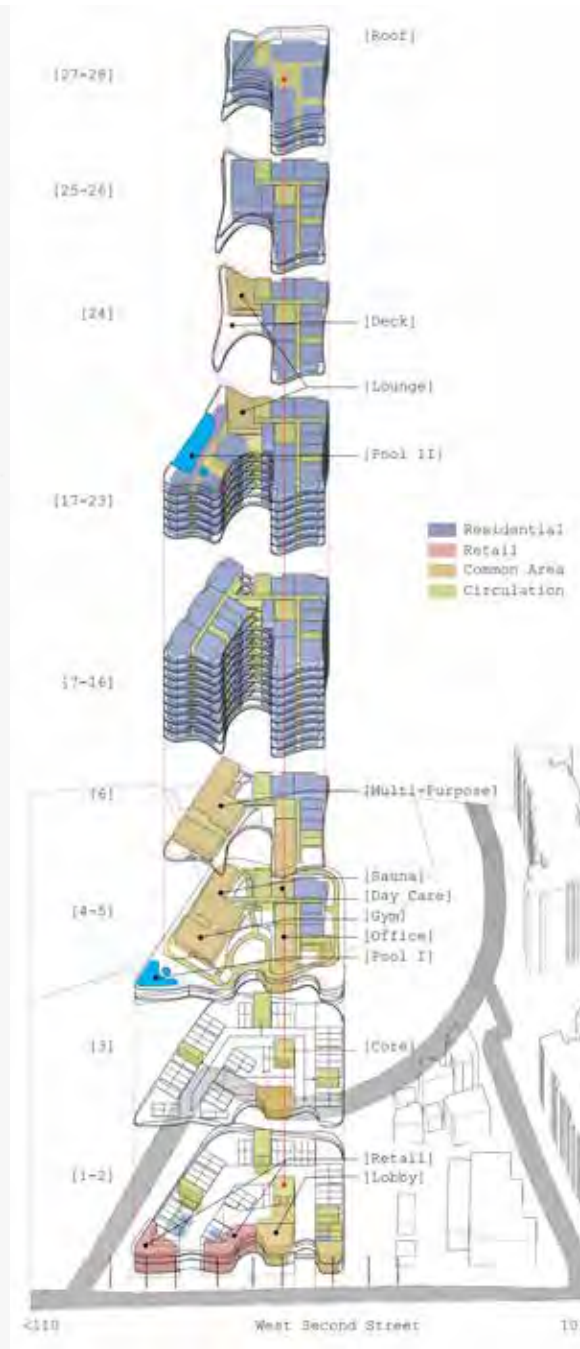 [Roof]
[27-28]
[25-26]
[24]
[Deck]
[Lounge]
[Pool II]
[17-23]
Residential
Retail
Common Area
Circulation
[7-16]
[6]
[Multi-Purpose]
[Sauna]
[Day Care]
[4-5]
[Gym]
[Office]
[Pool I]
[3]
[Core]
[Retail]
[1-2]
[Lobby]
<110
West Second Street
10